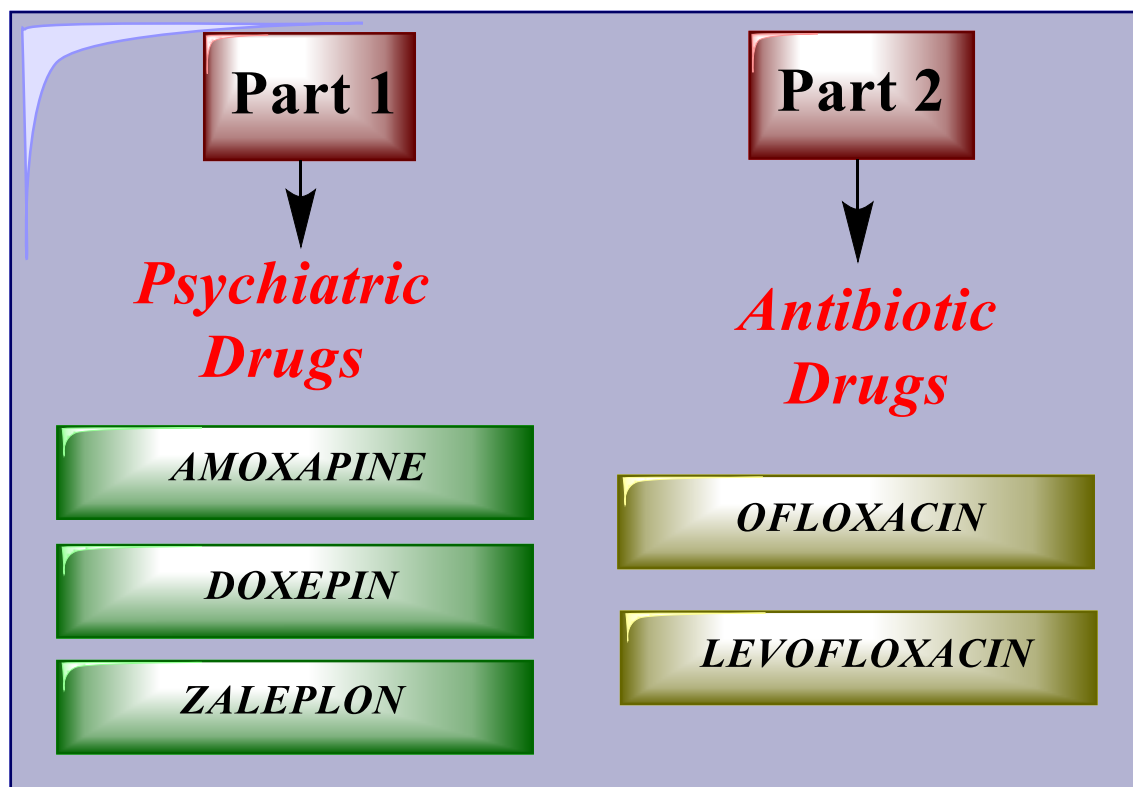 Part 1
Psychiatric
Drugs
AMOXAPINE
DOXEPIN
ZALEPLON
Part 2
Antibiotic
Drugs
OFLOXACIN
LEVOFLOXACIN